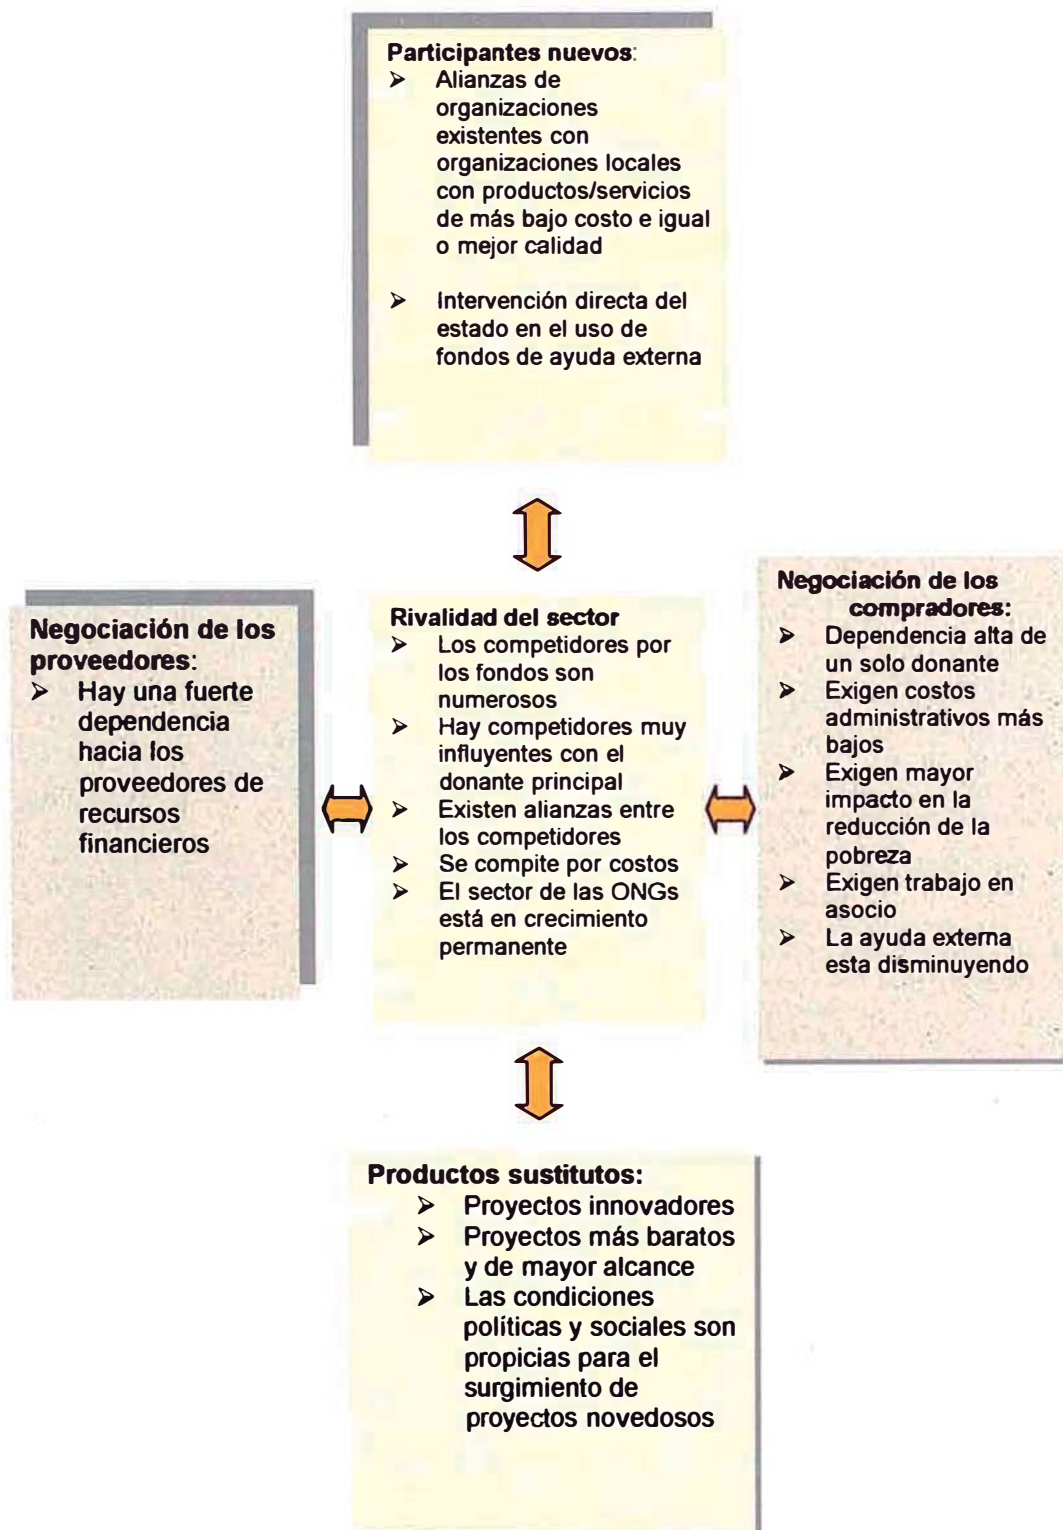 Participantes nuevos:
➢ Alianzas de
organizaciones
existentes con
organizaciones locales
con productos/servicios
de más bajo costo e igual
o mejor calidad
➢ Intervención directa del
estado en el uso de
fondos de ayuda externa
Negociación de los
proveedores:
➢ Hay una fuerte
dependencia
hacia los
proveedores de
recursos
financieros
Rivalidad del sector
➢ Los competidores por
los fondos son
numerosos
➢ Hay competidores muy
influyentes con el
donante principal
➢ Existen alianzas entre
los competidores
➢ Se compite por costos
➢ El sector de las ONGs
está en crecimiento
permanente
Negociación de los
compradores:
➢ Dependencia alta de
un solo donante
➢ Exigen costos
administrativos más
bajos
➢ Exigen mayor
impacto en la
reducción de la
pobreza
➢ Exigen trabajo en
asocio
➢ La ayuda externa
esta disminuyendo
Productos sustitutos:
➢ Proyectos innovadores
➢ Proyectos más baratos
y de mayor alcance
➢ Las condiciones
políticas y sociales son
propicias para el
surgimiento de
proyectos novedosos